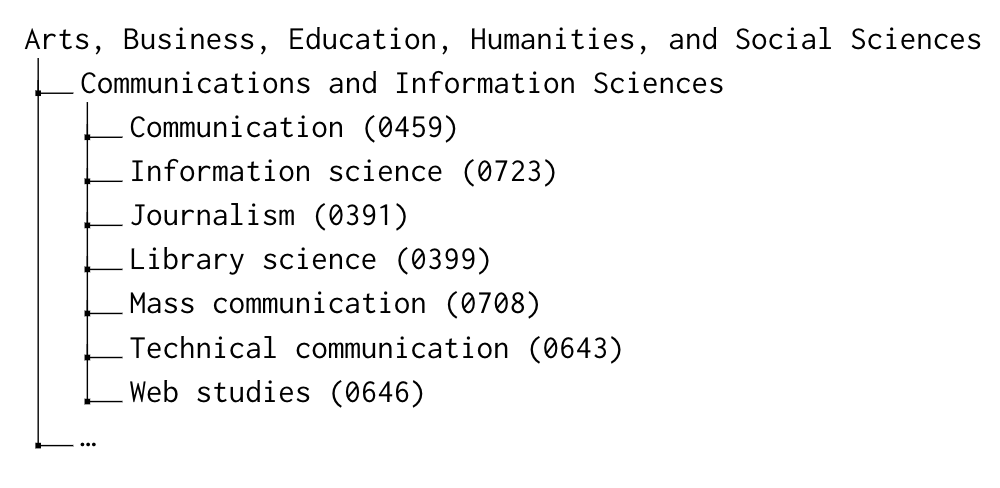 Arts, Business, Education, Humanities, and Social Sciences
Communications and Information Sciences
Communication (0459)
Information science (0723)
Journalism (0391)
Library science (0399)
Mass communication (0708)
Technical communication (0643)
Web studies (0646)
…